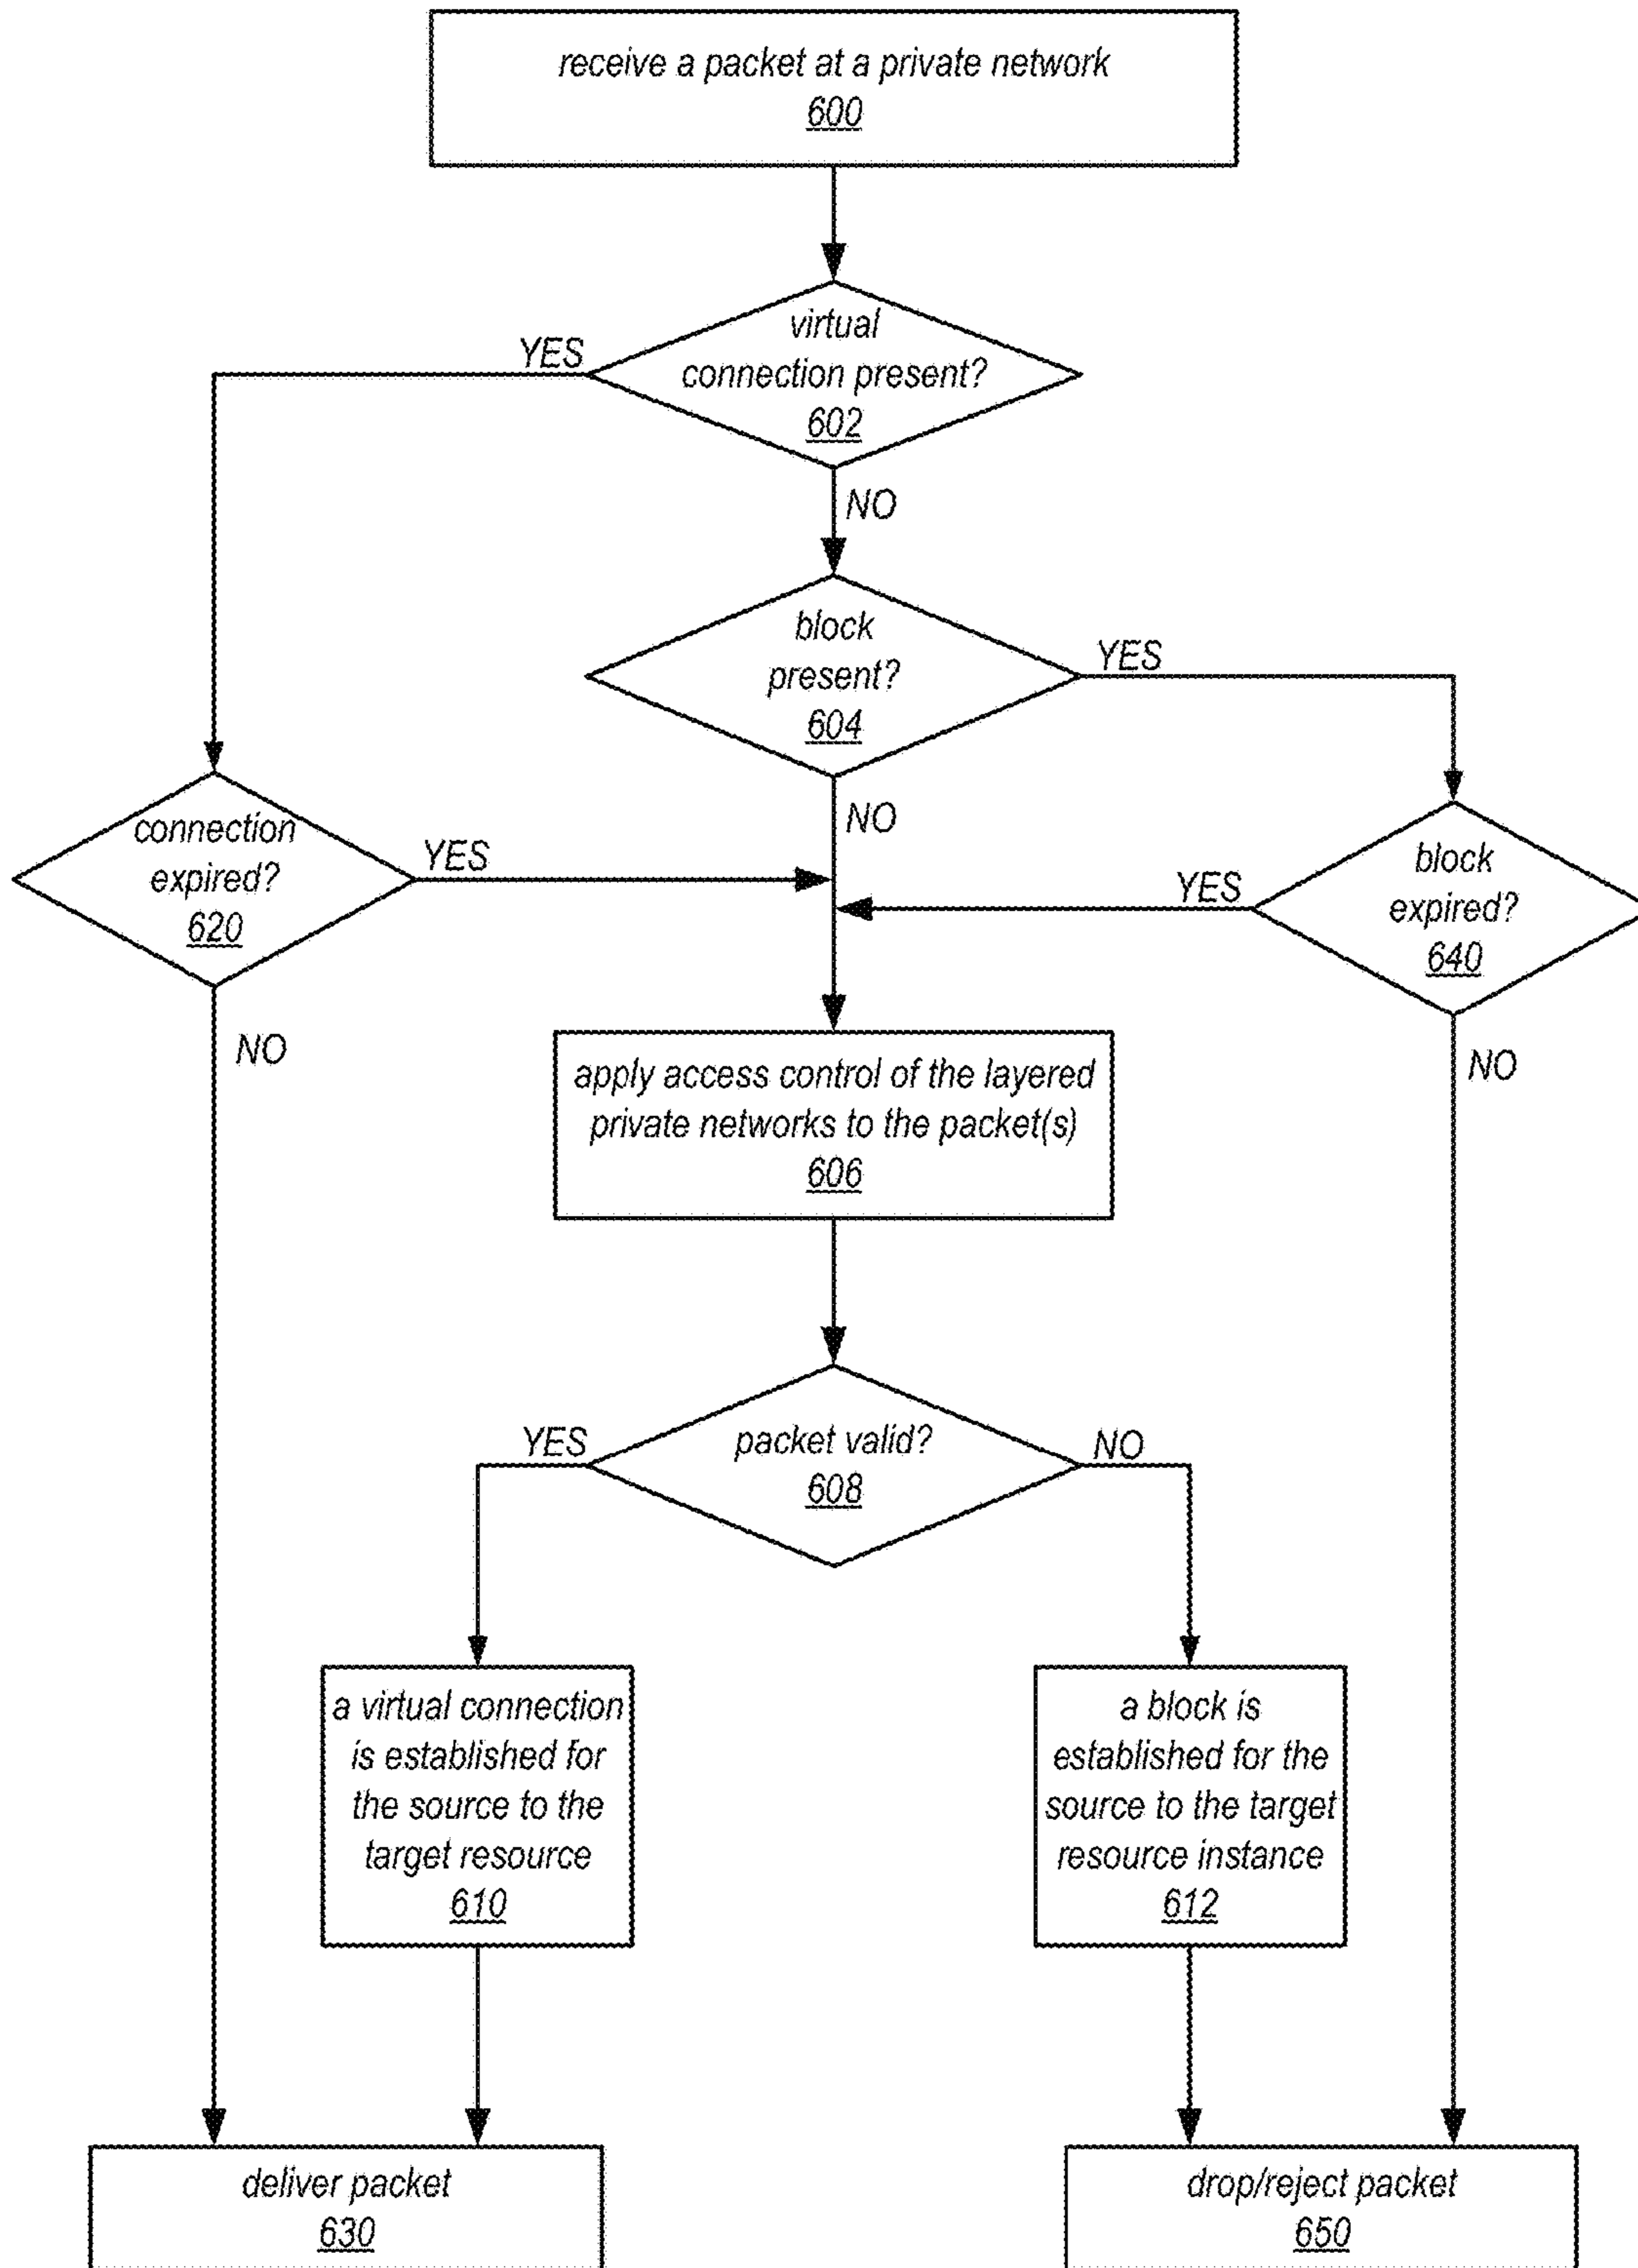 receive a packet at a private network
600
virtual
connection present?
602
YES
NO
block
present?
604
YES
NO
connection
expired?
620
YES
NO
block
expired?
640
YES
NO
apply access control of the layered
private networks to the packet(s)
606
packet valid?
608
YES
NO
a virtual connection
is established for
the source to the
target resource
610
a block is
established for the
source to the target
resource instance
612
deliver packet
630
drop/reject packet
650